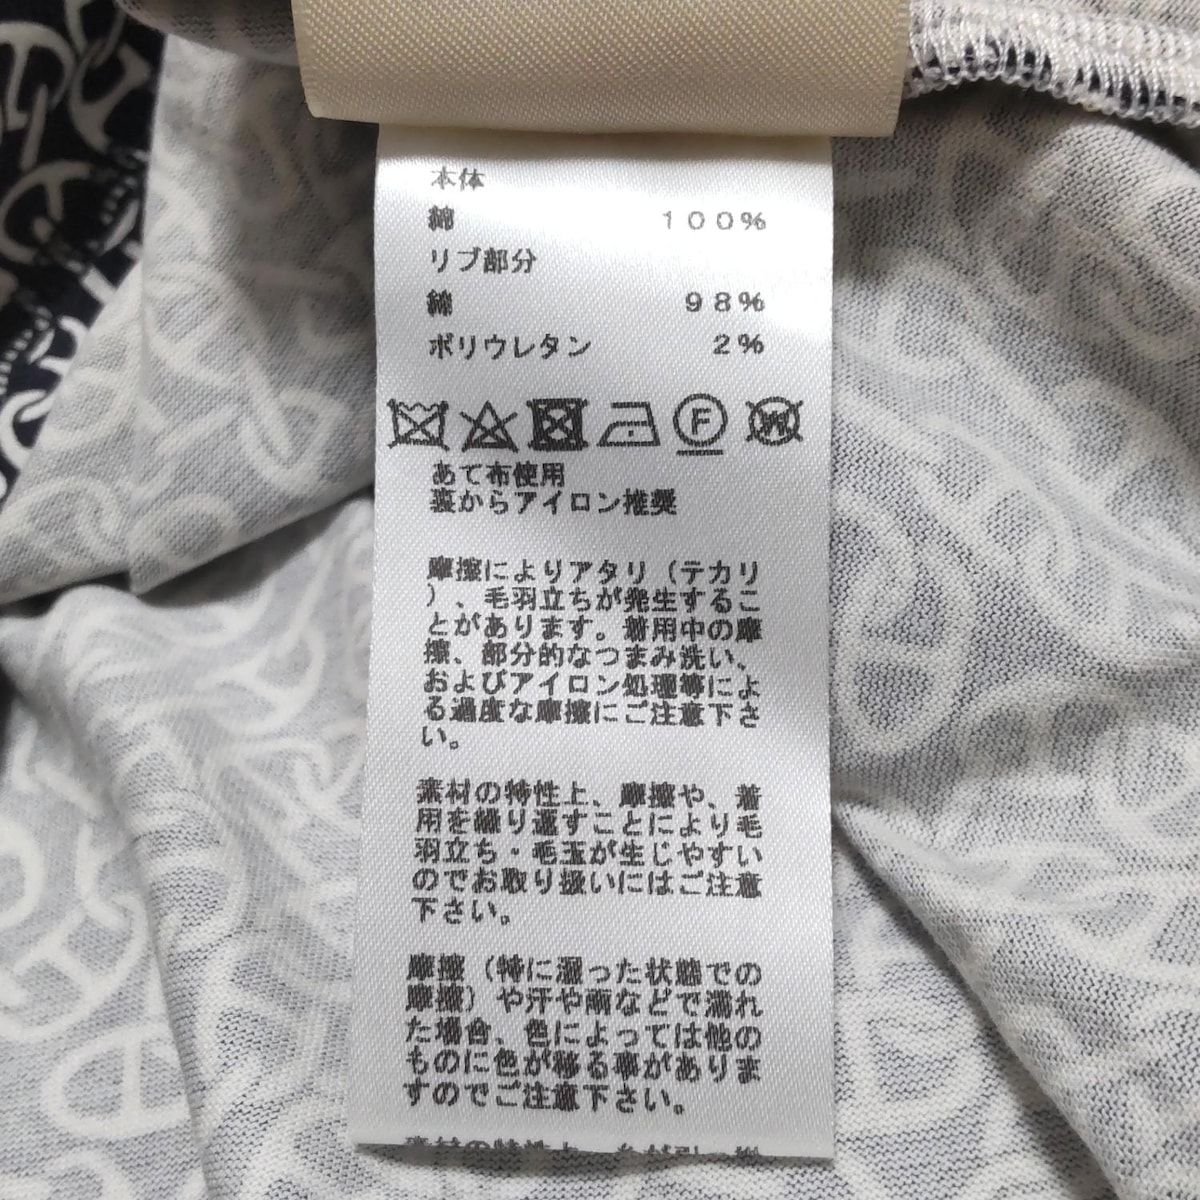 本体
綿 100%
リブ部分
綿 98%
ポリウレタン 2%
F W
あて布使用
裏からアイロン推奨
摩擦によりアタリ(テカリ
)、毛羽立ちが発生するこ
とがあります。着用中の摩
擦、部分的なつまみ洗い、
およびアイロン処理等によ
る過度な摩擦にご注意下さ
い。
素材の特性上、摩擦や、着
用を繰り返すことにより毛
羽立ち・毛玉が生じやすい
のでお取り扱いにはご注意
下さい。
摩擦(特に湿った状態での
摩擦)や汗や雨などで濡れ
た場合、色によっては他の
ものに色が移る事がありま
すのでご注意下さい。
素材の特性上、